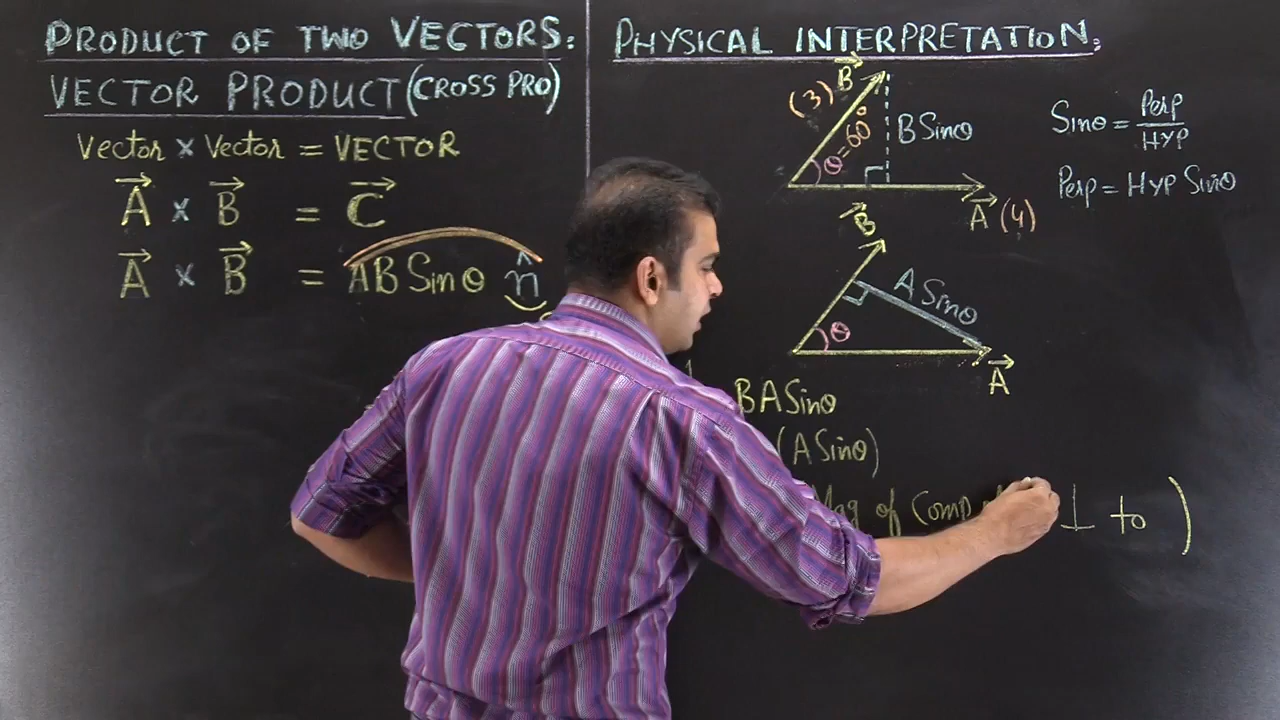 PRODUCT OF TWO VECTORS:
VECTOR PRODUCT (CROSS PRO)
Vector × Vector = VECTOR
A⃗ × B⃗ = C⃗
A⃗ × B⃗ = AB Sinθ n̂
PHYSICAL INTERPRETATION:
B⃗
(3)
θ=60°
B Sinθ
A⃗ (4)
Sinθ = Perp/HYP
Perp = HYP Sinθ
B⃗
A Sinθ
θ
A⃗
BA Sinθ
(A Sinθ)
Mag of Comp ⊥ to )